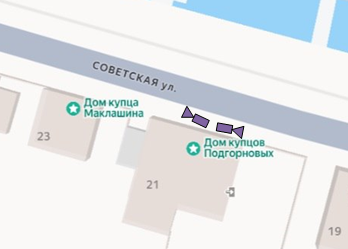 СОВЕТСКАЯ ул.
Дом купца
Маклашина
23
Дом купцов
Подгорновых
21
19